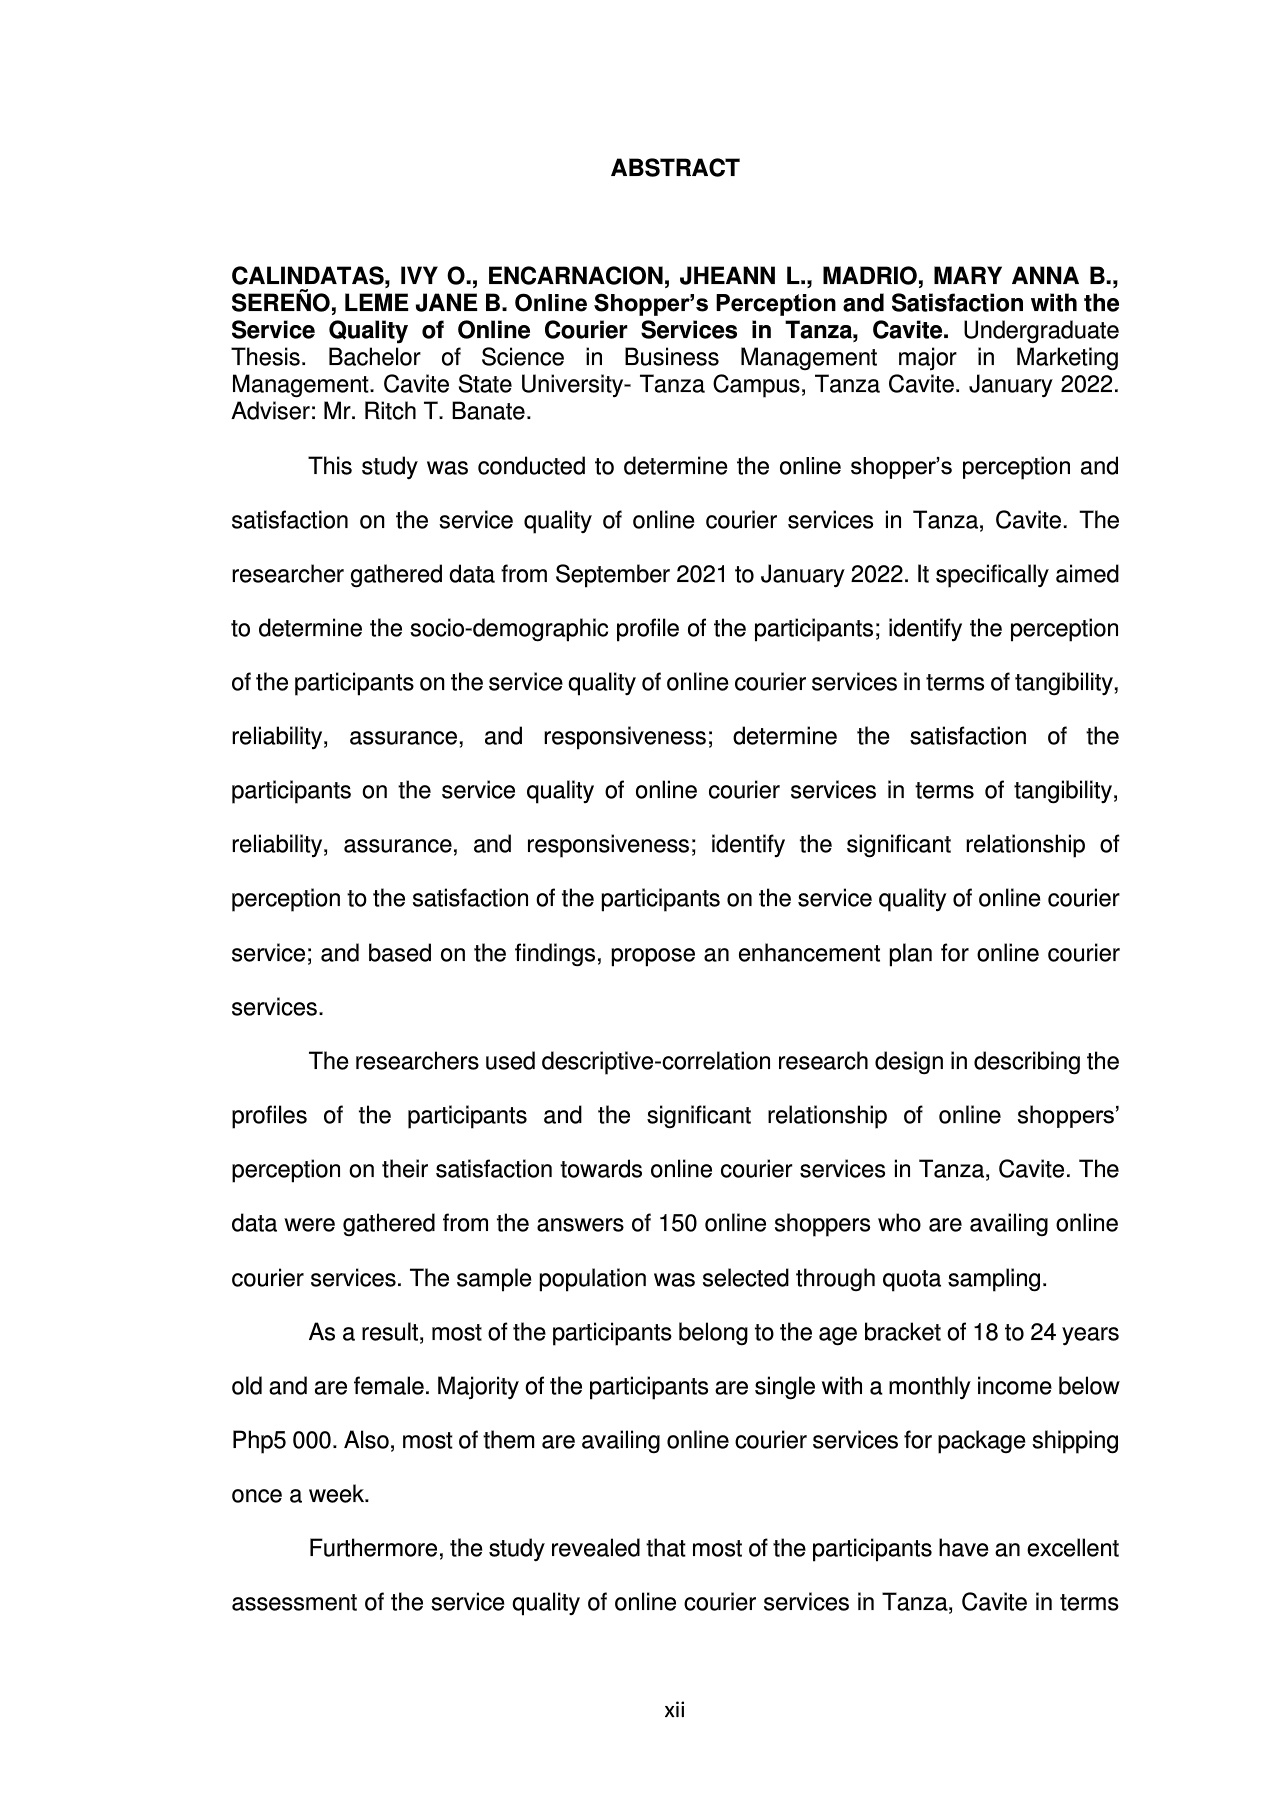 ABSTRACT
CALINDATAS, IVY O., ENCARNACION, JHEANN L., MADRIO, MARY ANNA B.,
SEREÑO, LEME JANE B. Online Shopper’s Perception and Satisfaction with the
Service Quality of Online Courier Services in Tanza, Cavite. Undergraduate
Thesis. Bachelor of Science in Business Management major in Marketing
Management. Cavite State University- Tanza Campus, Tanza Cavite. January 2022.
Adviser: Mr. Ritch T. Banate.
This study was conducted to determine the online shopper’s perception and
satisfaction on the service quality of online courier services in Tanza, Cavite. The
researcher gathered data from September 2021 to January 2022. It specifically aimed
to determine the socio-demographic profile of the participants; identify the perception
of the participants on the service quality of online courier services in terms of tangibility,
reliability, assurance, and responsiveness; determine the satisfaction of the
participants on the service quality of online courier services in terms of tangibility,
reliability, assurance, and responsiveness; identify the significant relationship of
perception to the satisfaction of the participants on the service quality of online courier
service; and based on the findings, propose an enhancement plan for online courier
services.
The researchers used descriptive-correlation research design in describing the
profiles of the participants and the significant relationship of online shoppers’
perception on their satisfaction towards online courier services in Tanza, Cavite. The
data were gathered from the answers of 150 online shoppers who are availing online
courier services. The sample population was selected through quota sampling.
As a result, most of the participants belong to the age bracket of 18 to 24 years
old and are female. Majority of the participants are single with a monthly income below
Php5 000. Also, most of them are availing online courier services for package shipping
once a week.
Furthermore, the study revealed that most of the participants have an excellent
assessment of the service quality of online courier services in Tanza, Cavite in terms
xii